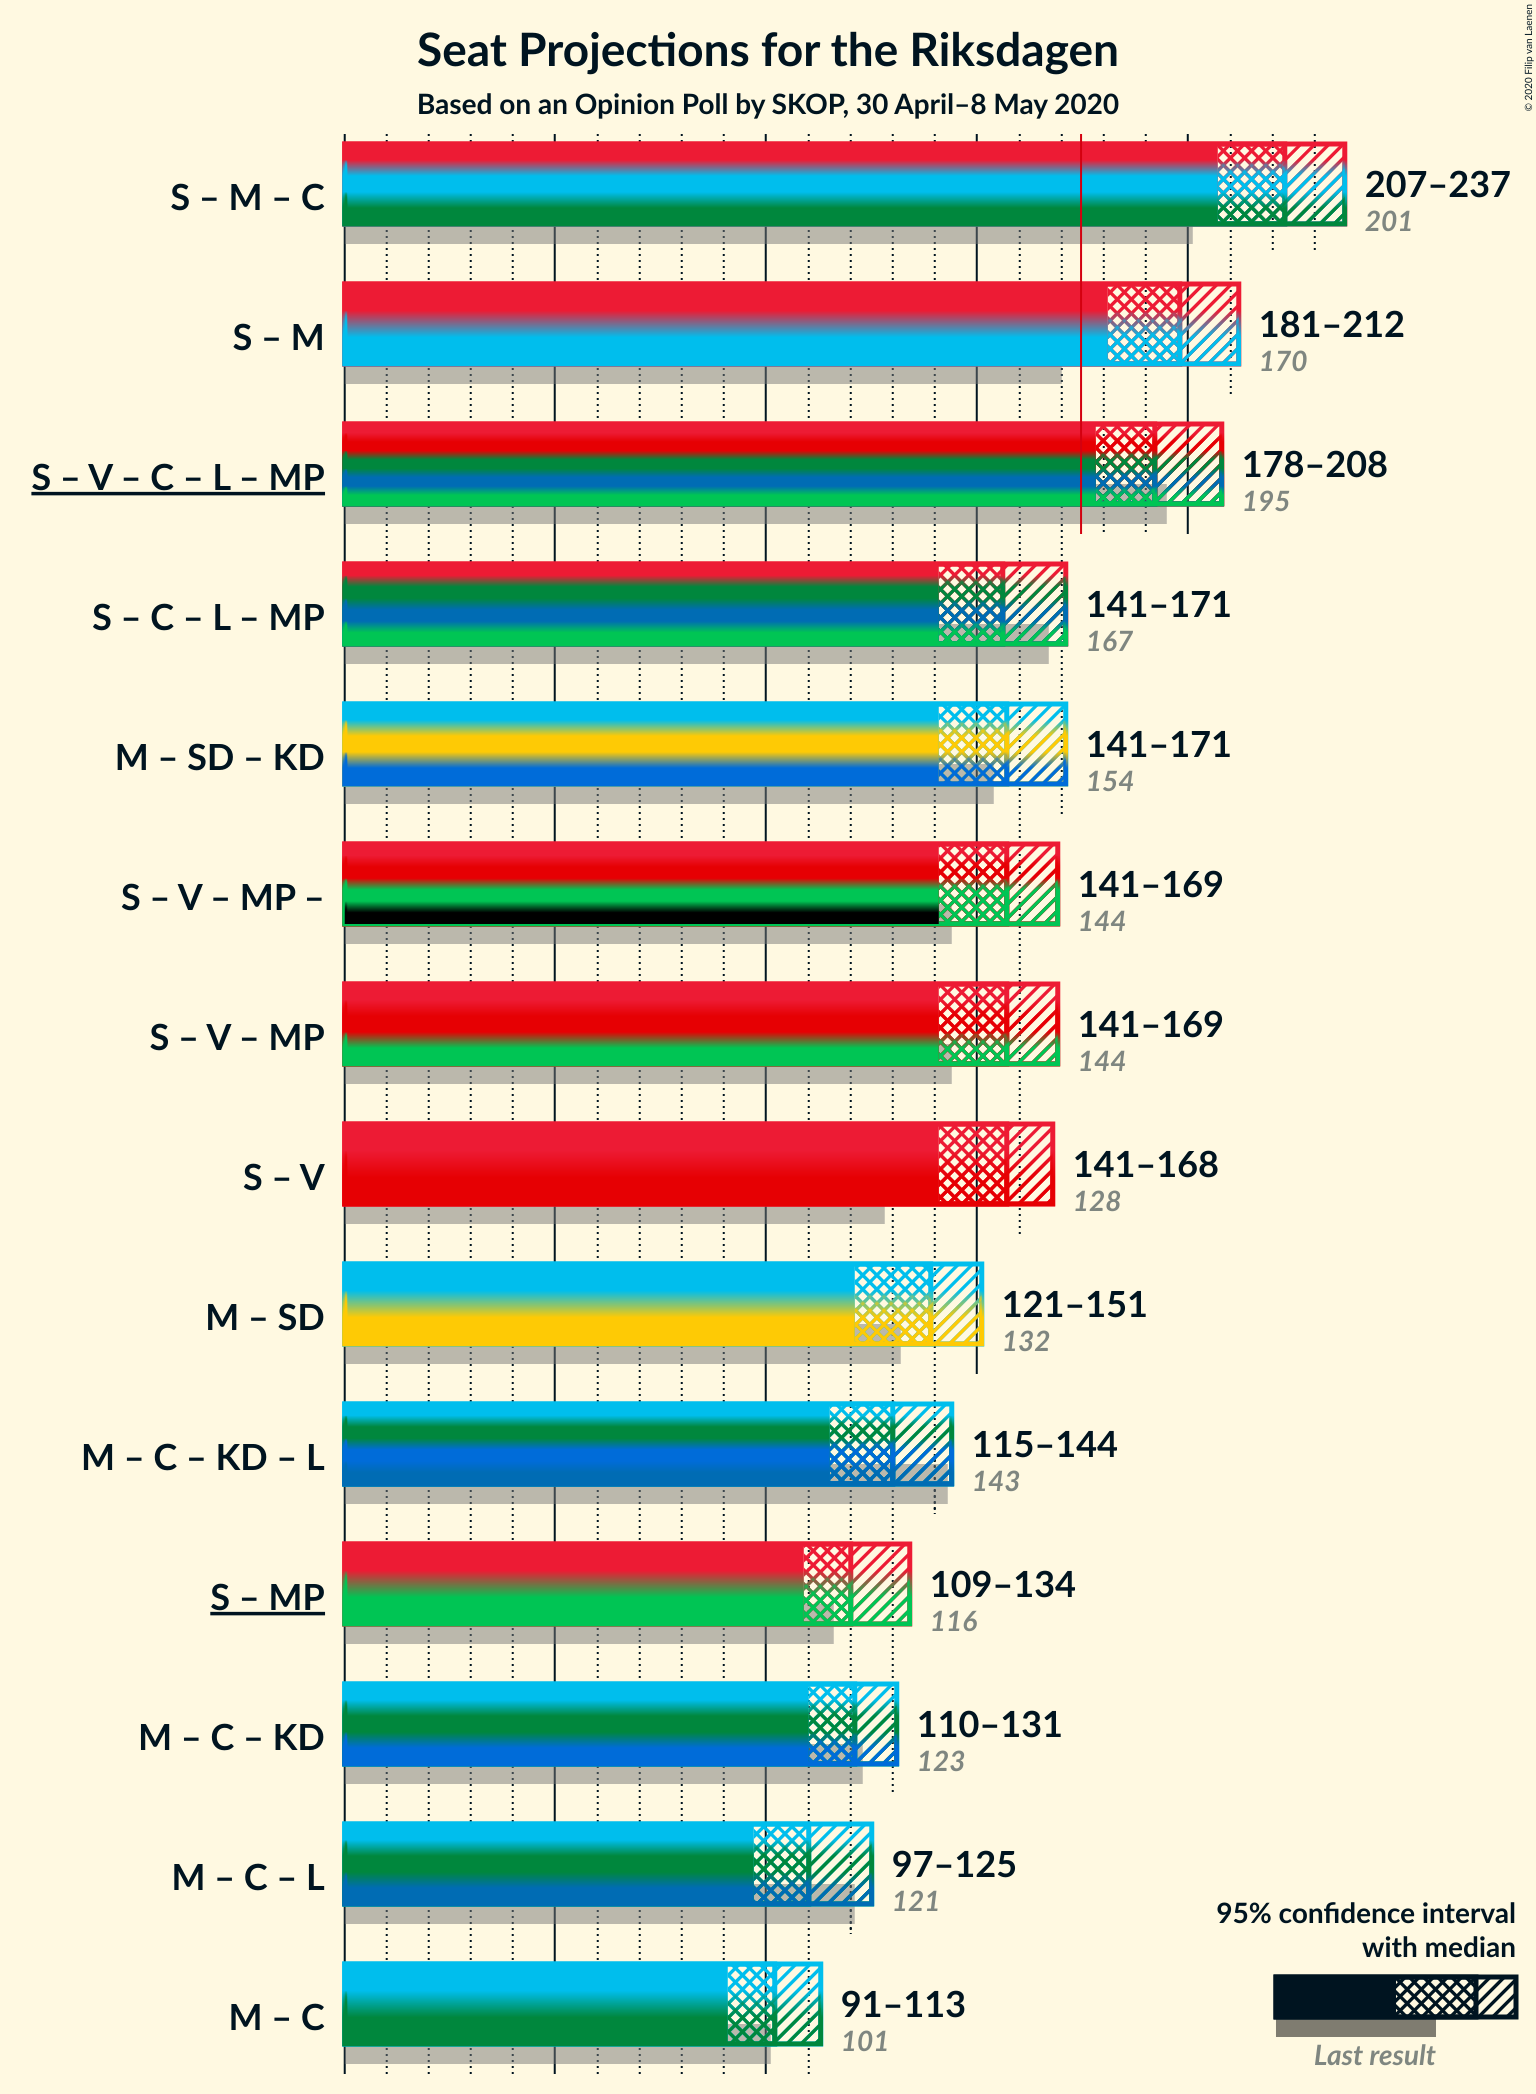 Seat Projections for the Riksdagen
Based on an Opinion Poll by SKOP, 30 April–8 May 2020
© 2020 Filip van Laenen
S – M – C
207–237
201
S – M
181–212
170
S – V – C – L – MP
178–208
195
S – C – L – MP
141–171
167
M – SD – KD
141–171
154
S – V – MP –
141–169
144
S – V – MP
141–169
144
S – V
141–168
128
M – SD
121–151
132
M – C – KD – L
115–144
143
S – MP
109–134
116
M – C – KD
110–131
123
M – C – L
97–125
121
M – C
91–113
101
95% confidence interval
with median
Last result